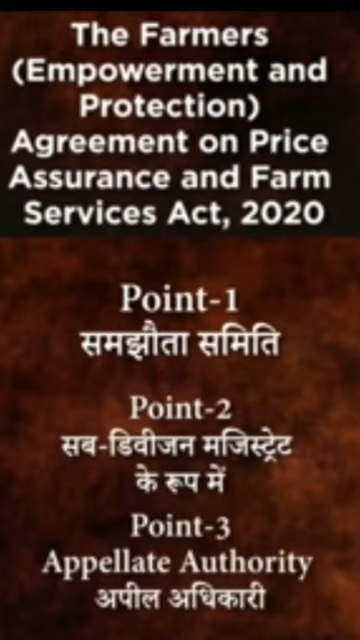 The Farmers
(Empowerment and
Protection)
Agreement on Price
Assurance and Farm
Services Act, 2020
Point-1
समझौता समिति
Point-2
सब-डिवीजन मजिस्ट्रेट
के रूप में
Point-3
Appellate Authority
अपील अधिकारी